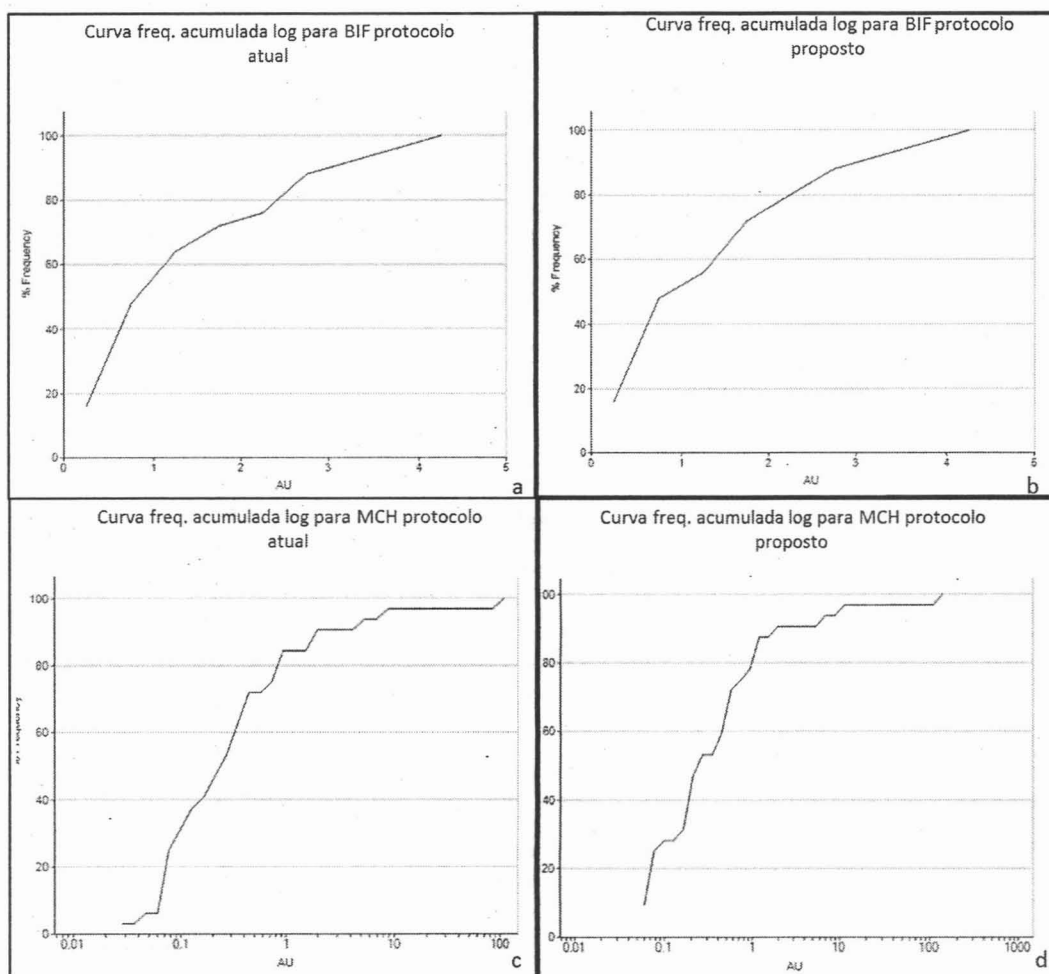 Curva freq. acumulada log para BIF protocolo
atual
100
80
60
40
20
0
% Frequency
0 1 2 3 4 5
AU
a
Curva freq. acumulada log para BIF protocolo
proposto
100
80
60
40
20
0
% Frequency
0 1 2 3 4 5
AU
b
Curva freq. acumulada log para MCH protocolo
atual
100
80
60
40
20
0
0.01 0.1 1 10 100
AU
c
Curva freq. acumulada log para MCH protocolo
proposto
00
80
60
40
20
0
0.01 0.1 1 10 100 1000
AU
d